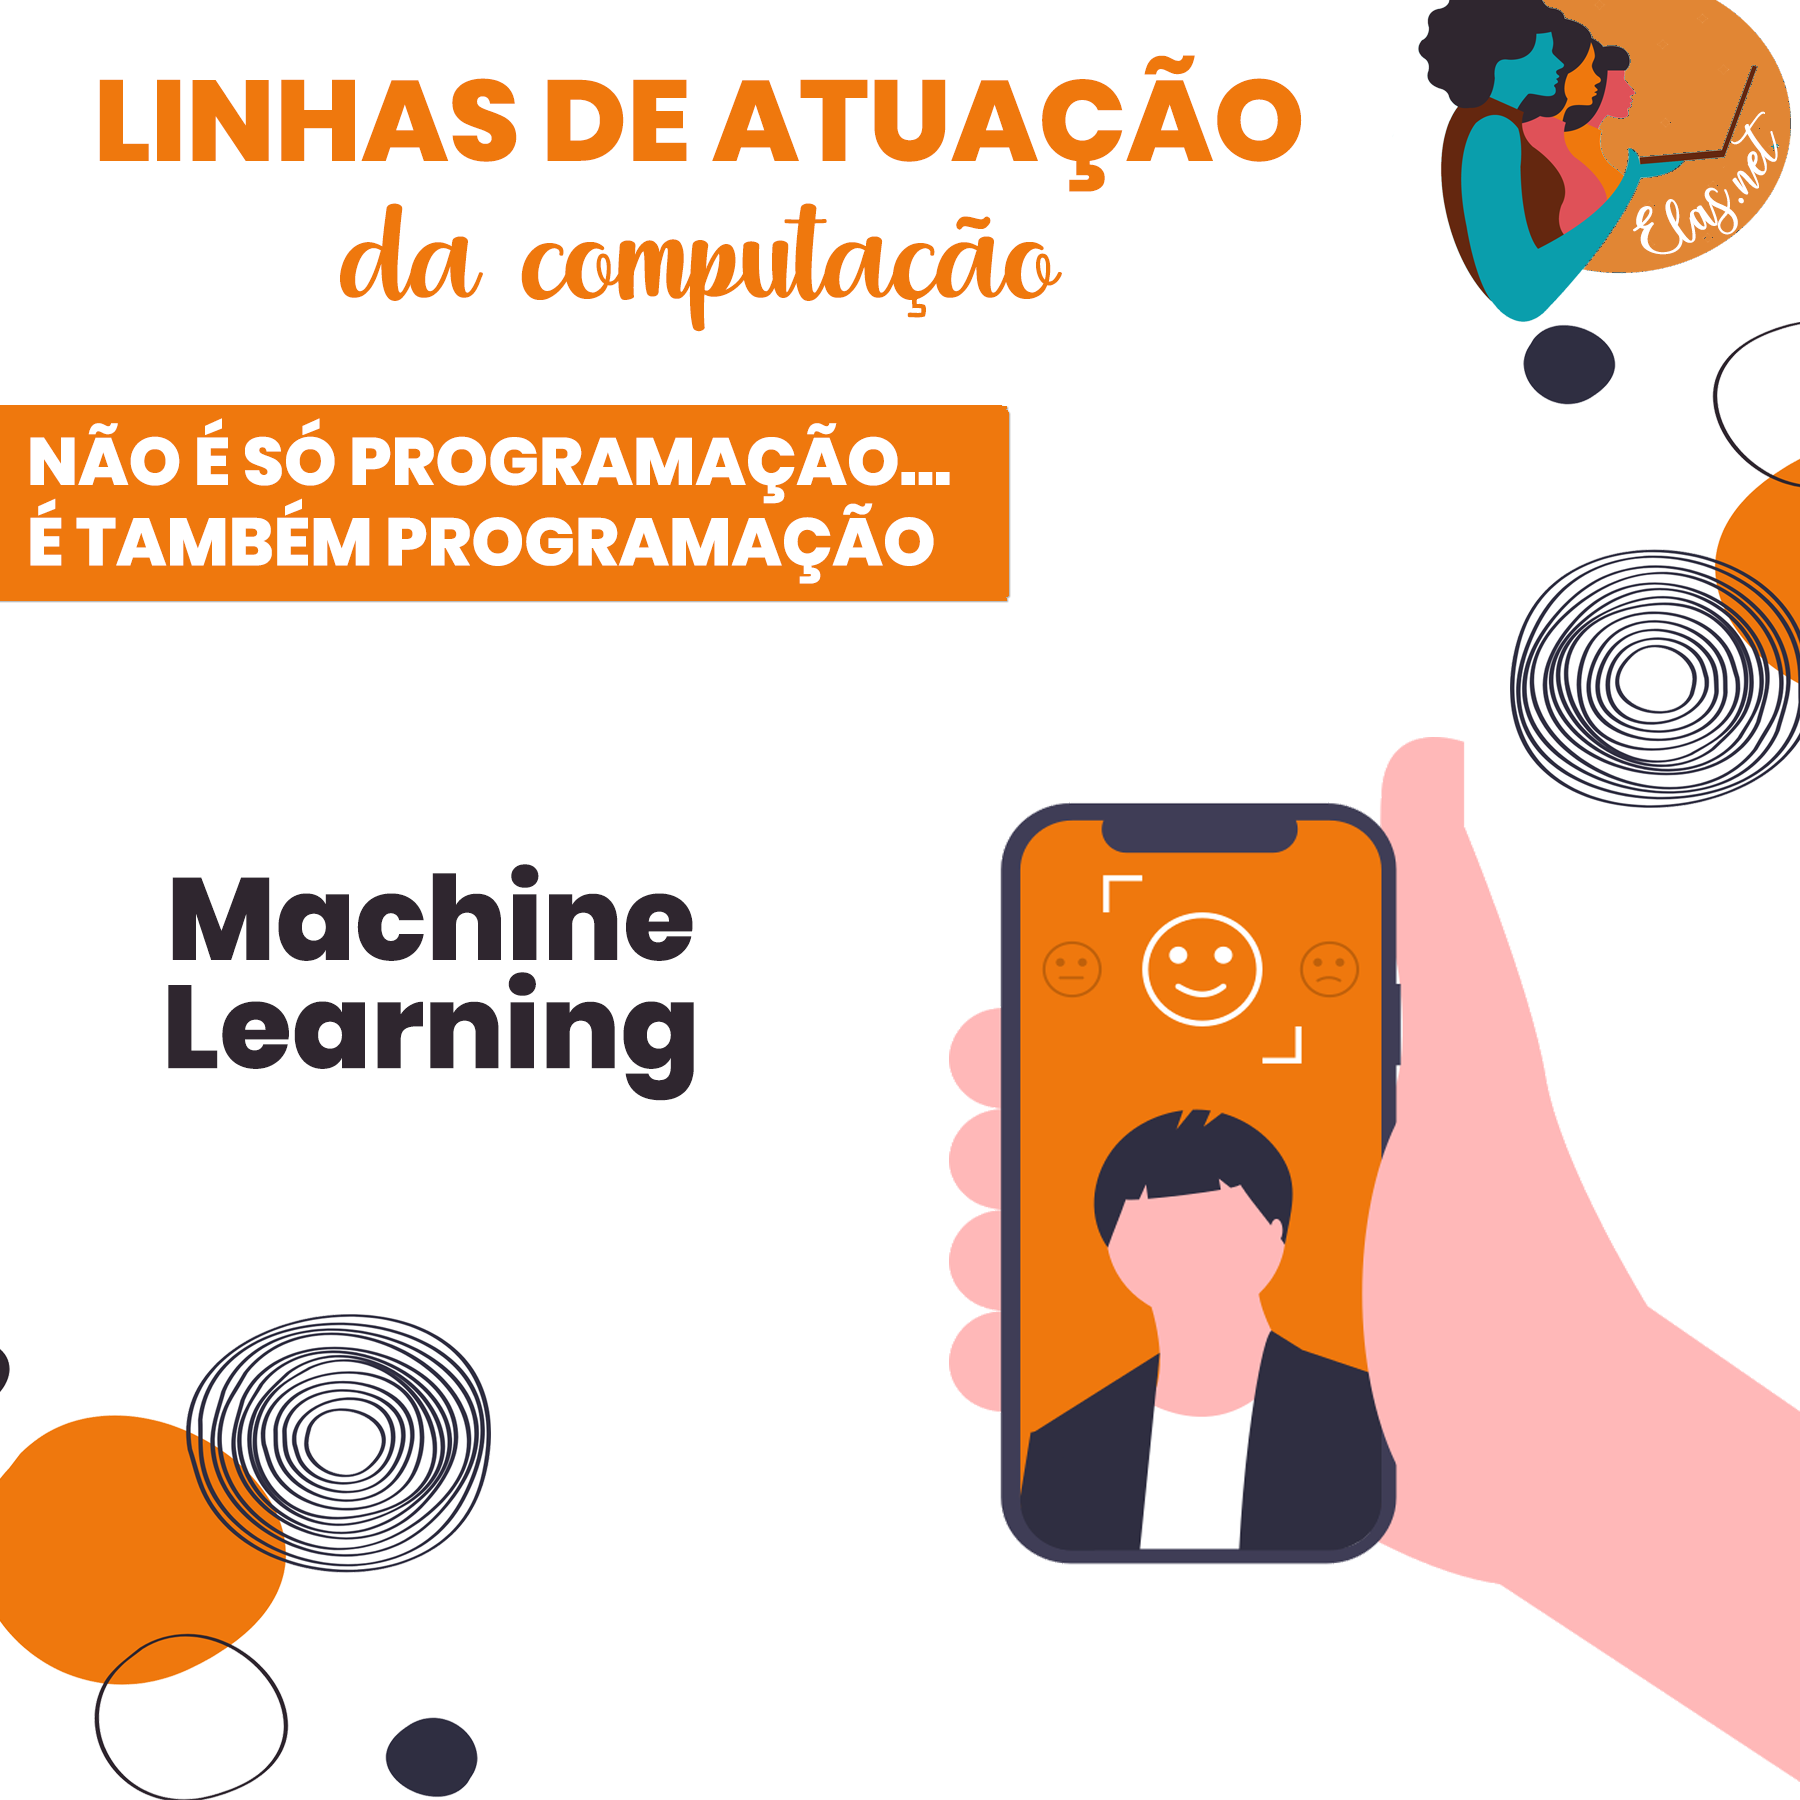 LINHAS DE ATUAÇÃO
da computação
Elas.net
NÃO É SÓ PROGRAMAÇÃO...
É TAMBÉM PROGRAMAÇÃO
Machine
Learning